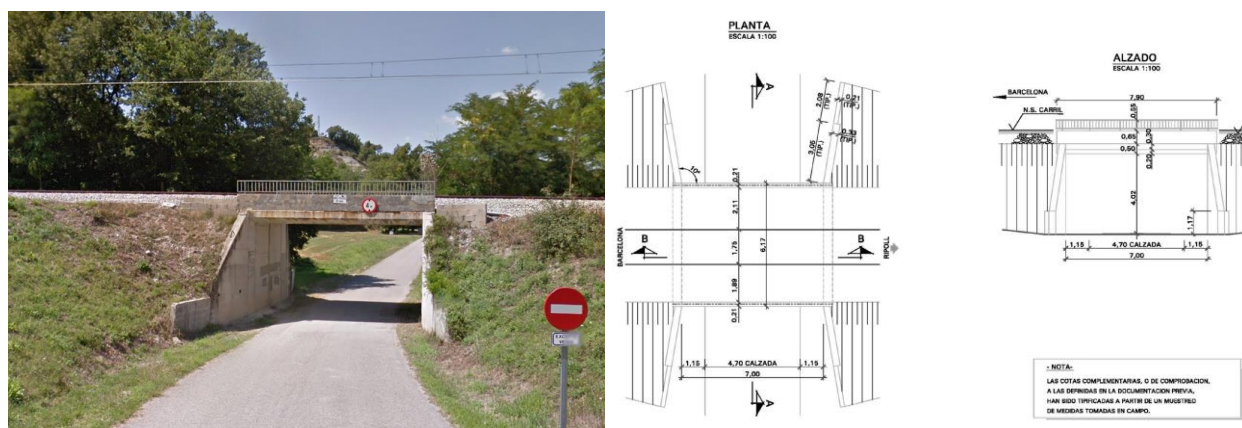 PLANTA
ESCALA 1:100
A
2,08
(TIP.)
0,21
(TIP.)
0,33
(TIP.)
3,05
(TIP.)
10°
0,21
2,11
BARCELONA
B
1,75
6,17
B
RIPOLL
1,89
0,21
1,15
4,70 CALZADA
1,15
7,00
A
ALZADO
ESCALA 1:100
BARCELONA
N.S. CARRIL
7,90
0,55
0,65
0,30
0,50
0,20
4,02
1,17
1,15
4,70 CALZADA
1,15
7,00
- NOTA-
LAS COTAS COMPLEMENTARIAS, O DE COMPROBACION,
A LAS DEFINIDAS EN LA DOCUMENTACION PREVIA,
HAN SIDO TIPIFICADAS A PARTIR DE UN MUESTREO
DE MEDIDAS TOMADAS EN CAMPO.